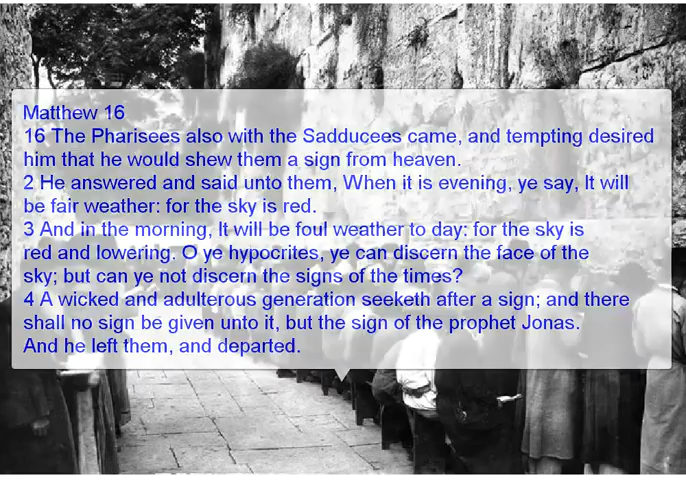 Matthew 16
16 The Pharisees also with the Sadducees came, and tempting desired
him that he would shew them a sign from heaven.
2 He answered and said unto them, When it is evening, ye say, It will
be fair weather: for the sky is red.
3 And in the morning, It will be foul weather to day: for the sky is
red and lowering. O ye hypocrites, ye can discern the face of the
sky; but can ye not discern the signs of the times?
4 A wicked and adulterous generation seeketh after a sign; and there
shall no sign be given unto it, but the sign of the prophet Jonas.
And he left them, and departed.